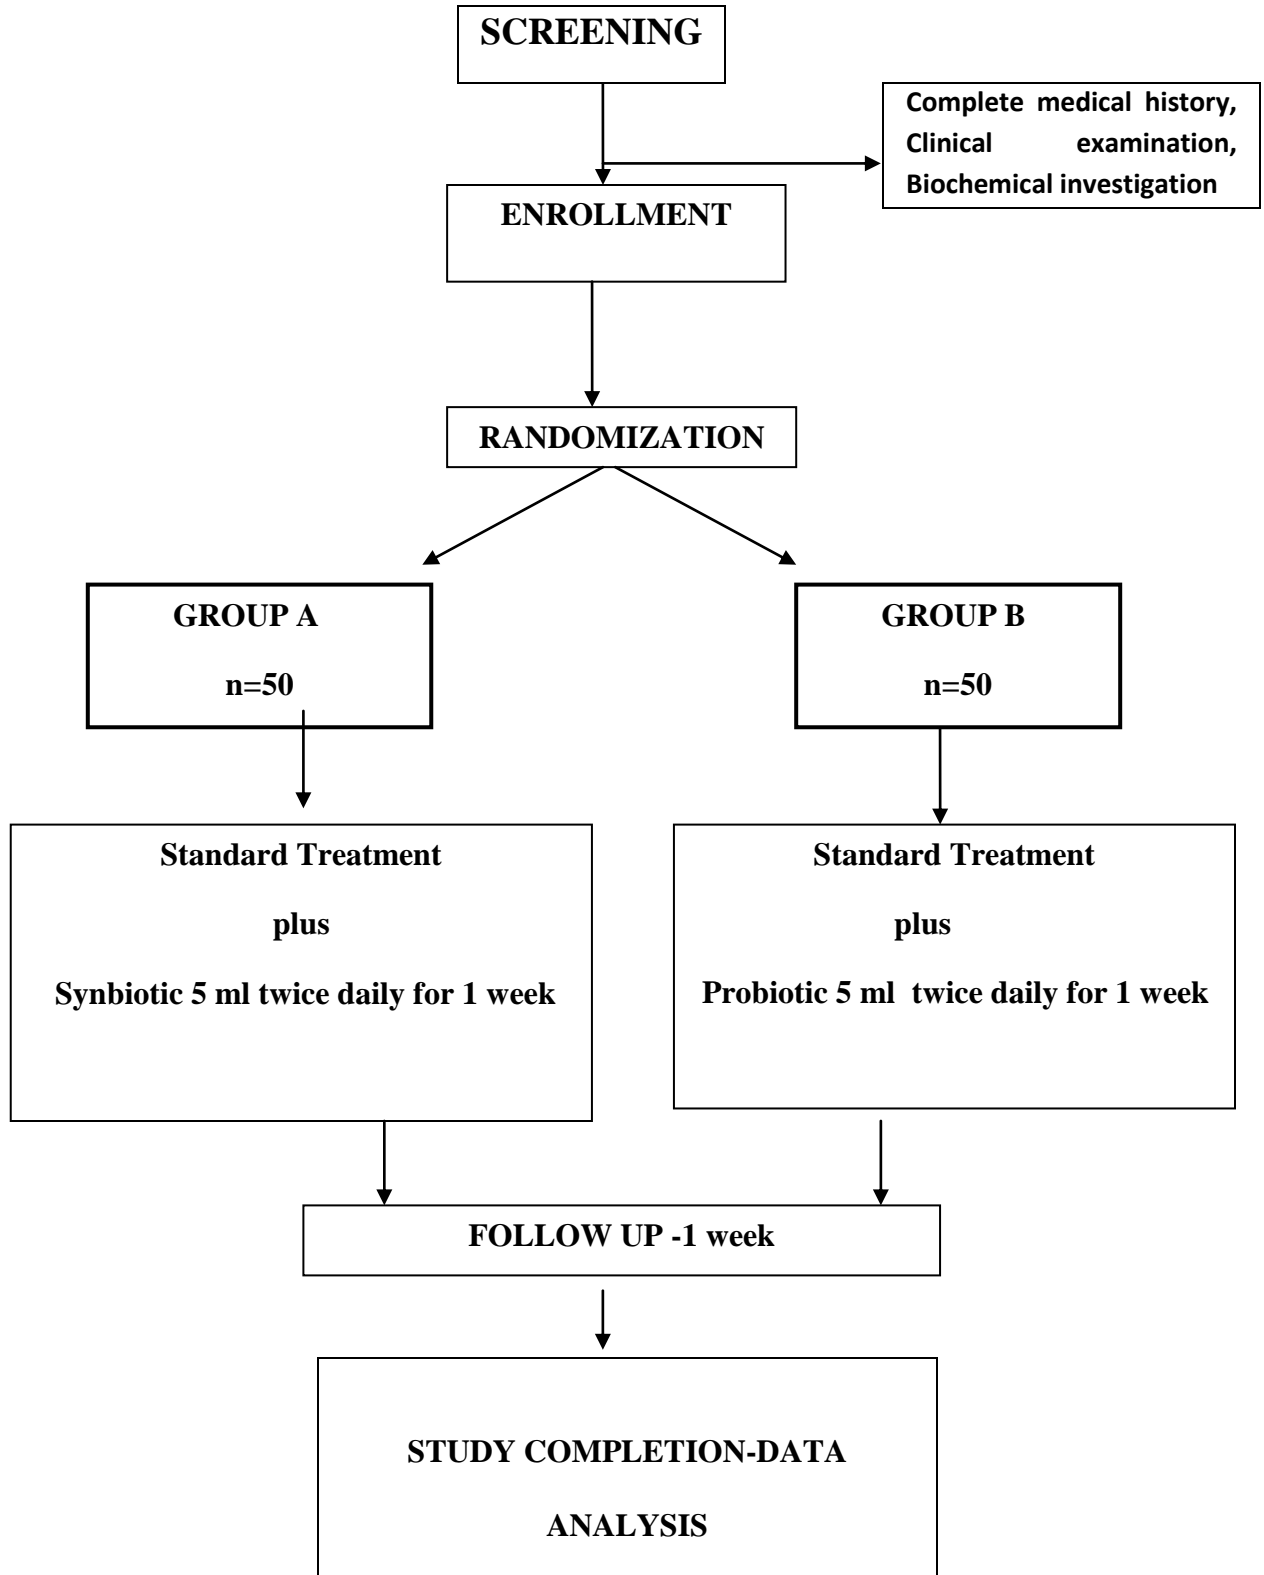 SCREENING
Complete medical history,
Clinical examination,
Biochemical investigation
ENROLLMENT
RANDOMIZATION
GROUP A
n=50
GROUP B
n=50
Standard Treatment
plus
Synbiotic 5 ml twice daily for 1 week
Standard Treatment
plus
Probiotic 5 ml twice daily for 1 week
FOLLOW UP -1 week
STUDY COMPLETION-DATA
ANALYSIS